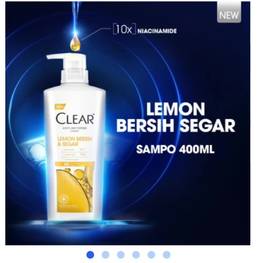 NEW
10x NIACINAMIDE
CLEAR
LEMON BERSIH
& SEGAR
LEMON
BERSIH SEGAR
SAMPO 400ML